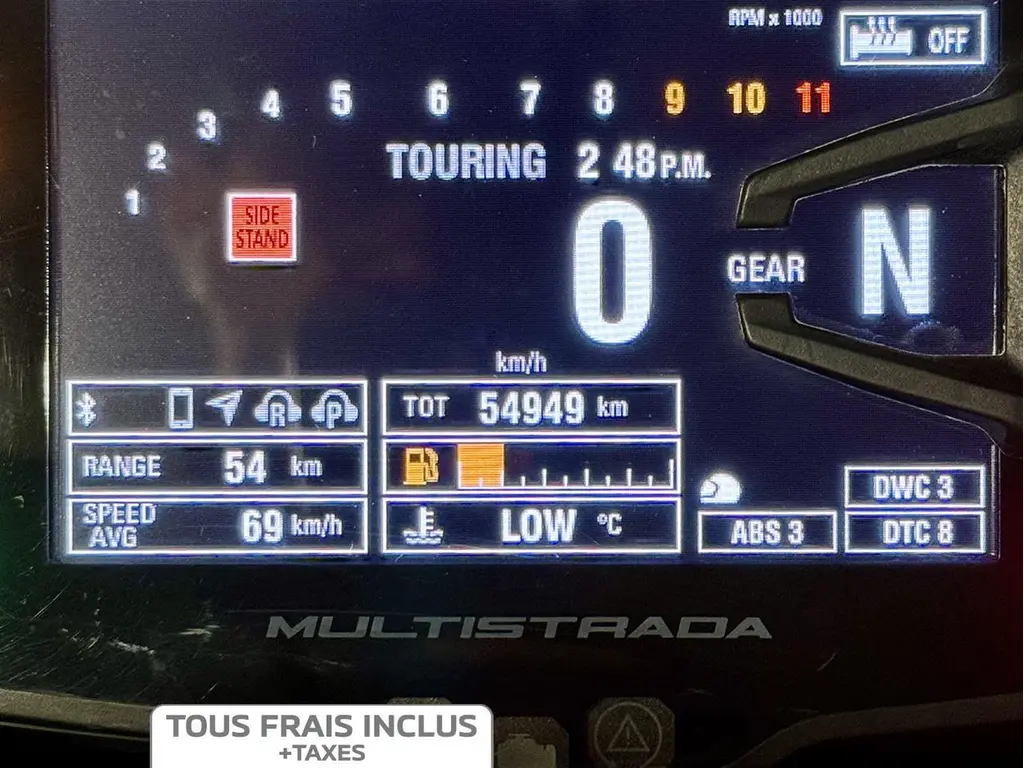 RPM x 1000
OFF
1 2 3 4 5 6 7 8 9 10 11
TOURING 2 48 P.M.
SIDE
STAND
0
km/h
GEAR N
R P
TOT 54949 km
RANGE 54 km
SPEED
AVG 69 km/h
LOW °C
ABS 3
DWC 3
DTC 8
MULTISTRADA
TOUS FRAIS INCLUS
+TAXES